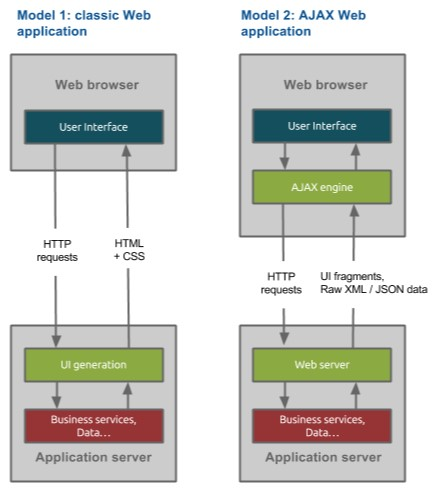 Model 1: classic Web
application
Web browser
User Interface
HTTP
requests
HTML
+ CSS
UI generation
Business services,
Data...
Application server
Model 2: AJAX Web
application
Web browser
User Interface
AJAX engine
HTTP
requests
UI fragments,
Raw XML / JSON data
Web server
Business services,
Data...
Application server